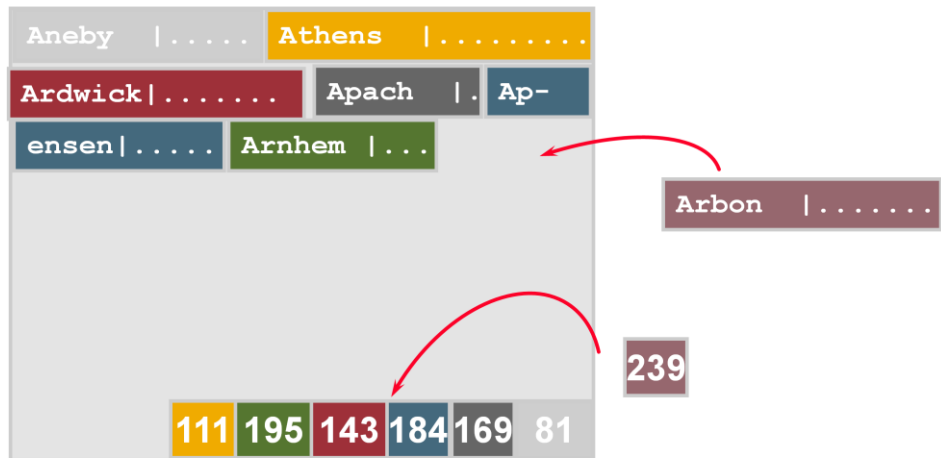 Aneby  |..... Athens  |.........
Ardwick|....... Apach  |. Ap-
ensen|..... Arnhem |...
Arbon  |.......
239
111 195 143 184 169 81